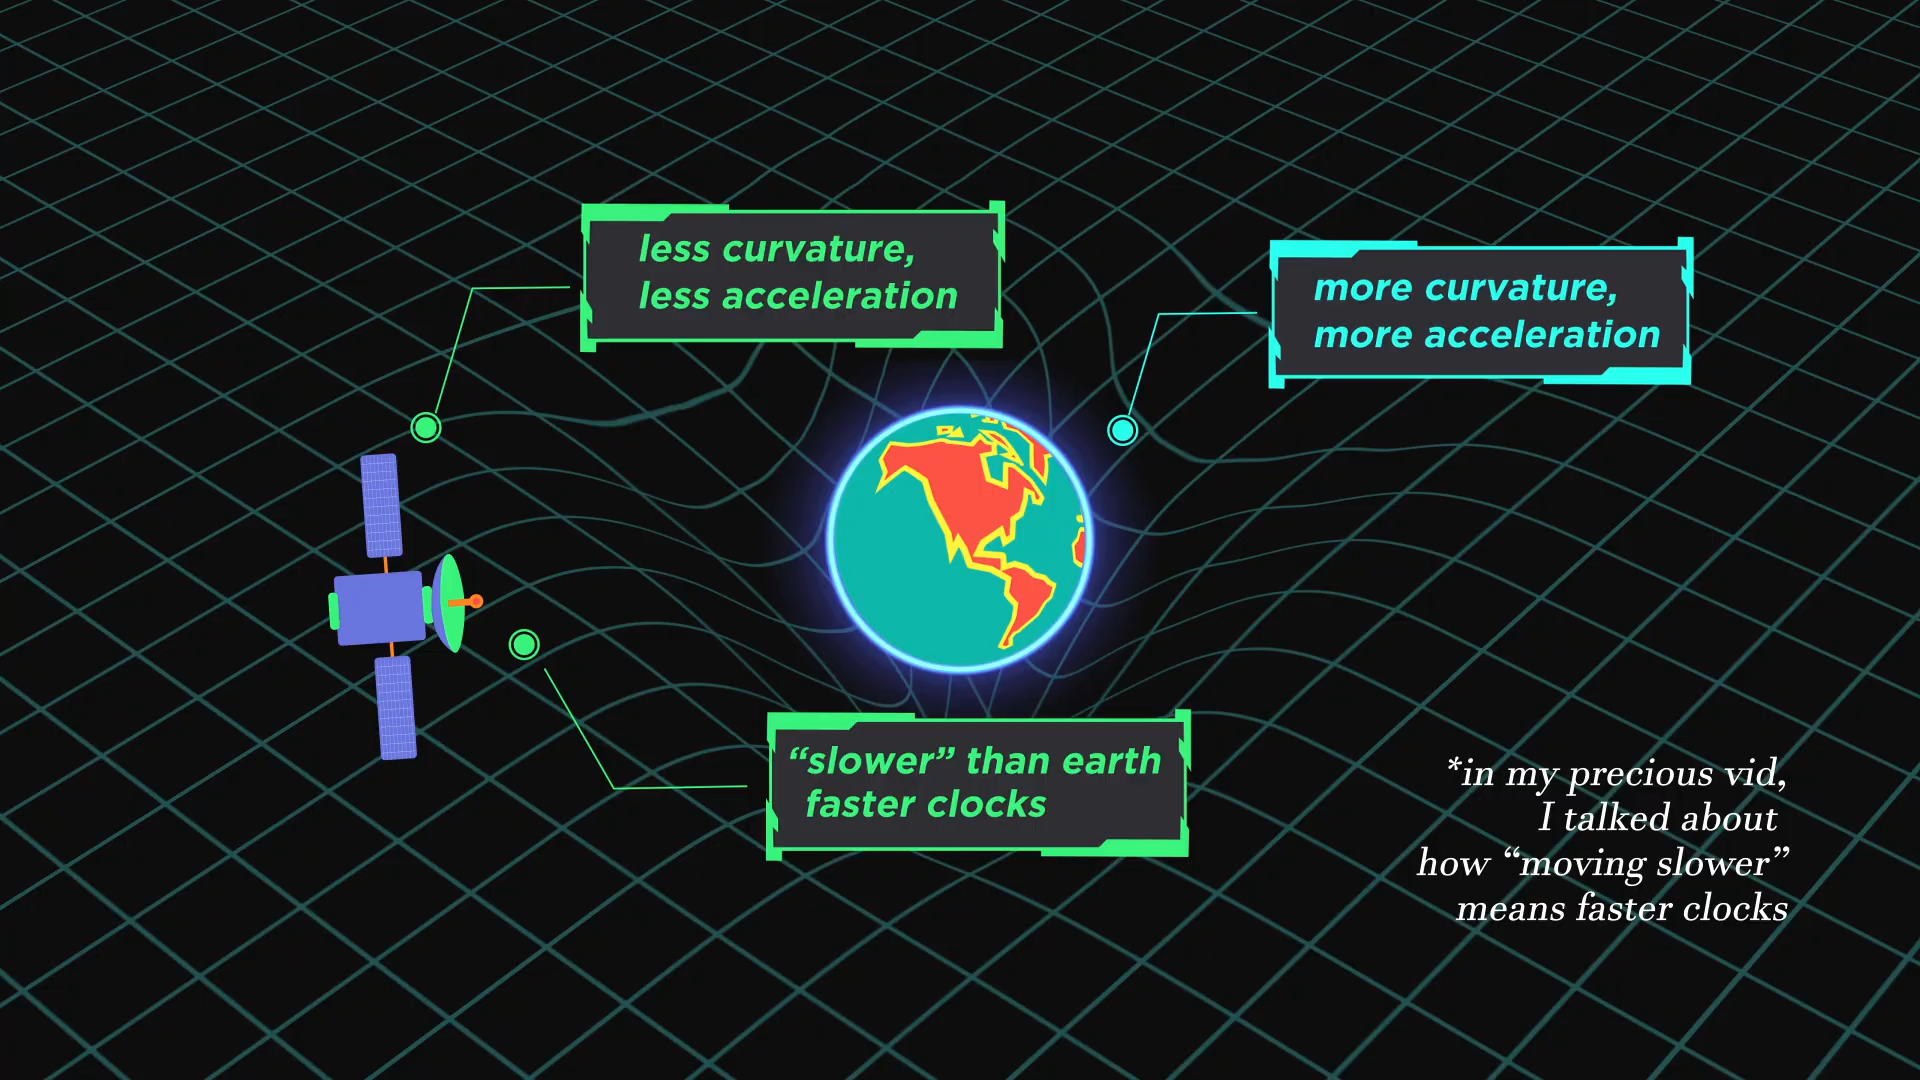 less curvature,
less acceleration
more curvature,
more acceleration
“slower” than earth
faster clocks
*in my precious vid,
I talked about
how “moving slower”
means faster clocks